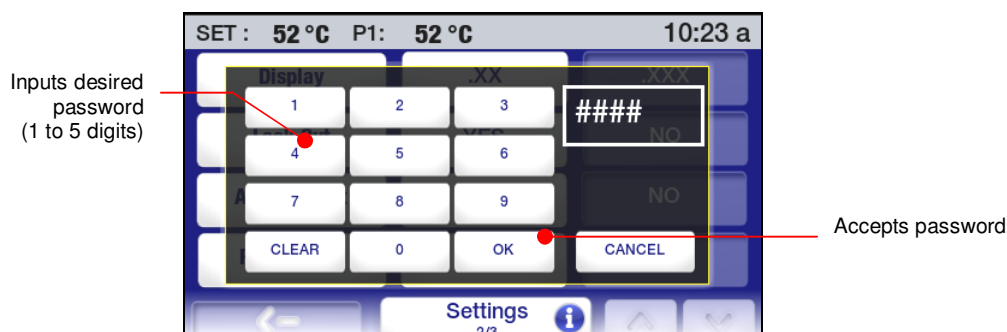 SET : 52 °C P1: 52 °C 10:23 a
Inputs desired
password
(1 to 5 digits)
Display .XX .XXX
1 2 3 ####
YES NO
4 5 6
7 8 9 NO
Accepts password
CLEAR 0 OK CANCEL
Settings
2/3